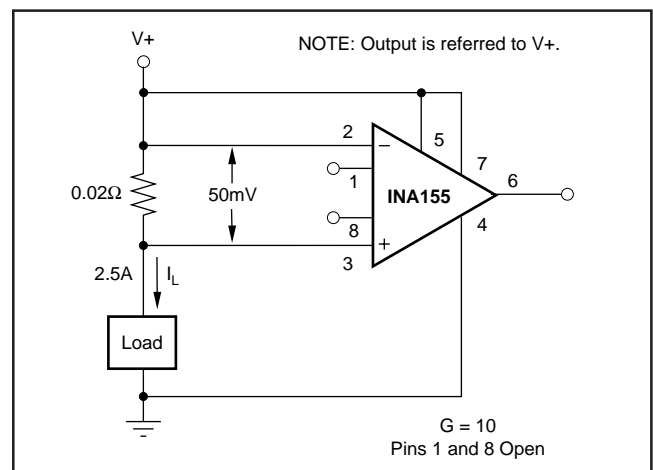 V+
NOTE: Output is referred to V+.
2
5
−
7
0.02Ω
50mV
1
INA155
6
8
4
+
3
2.5A
I_L
Load
G = 10
Pins 1 and 8 Open